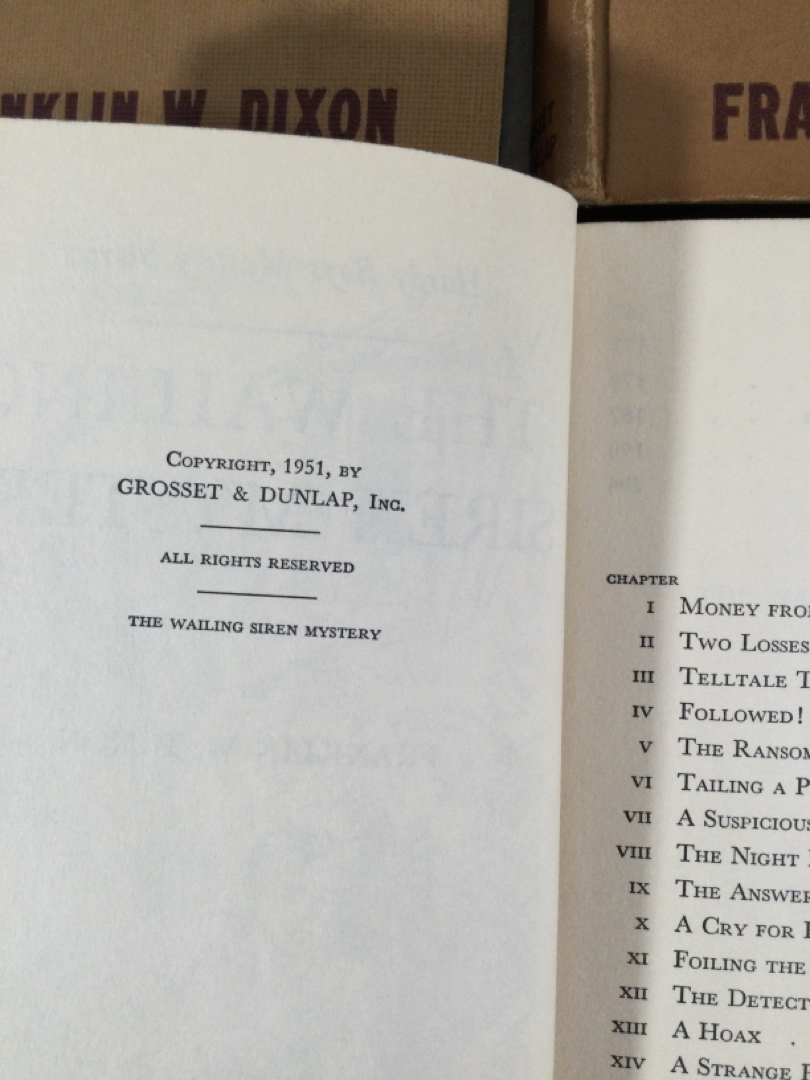 NKLIN W. DIXON
FRA
COPYRIGHT, 1951, BY
GROSSET & DUNLAP, INC.
ALL RIGHTS RESERVED
THE WAILING SIREN MYSTERY
CHAPTER
I MONEY FRO
II TWO LOSSES
III TELLTALE T
IV FOLLOWED!
V THE RANSOM
VI TAILING A P
VII A SUSPICIOUS
VIII THE NIGHT
IX THE ANSWER
X A CRY FOR
XI FOILING THE
XII THE DETECT
XIII A HOAX .
XIV A STRANGE